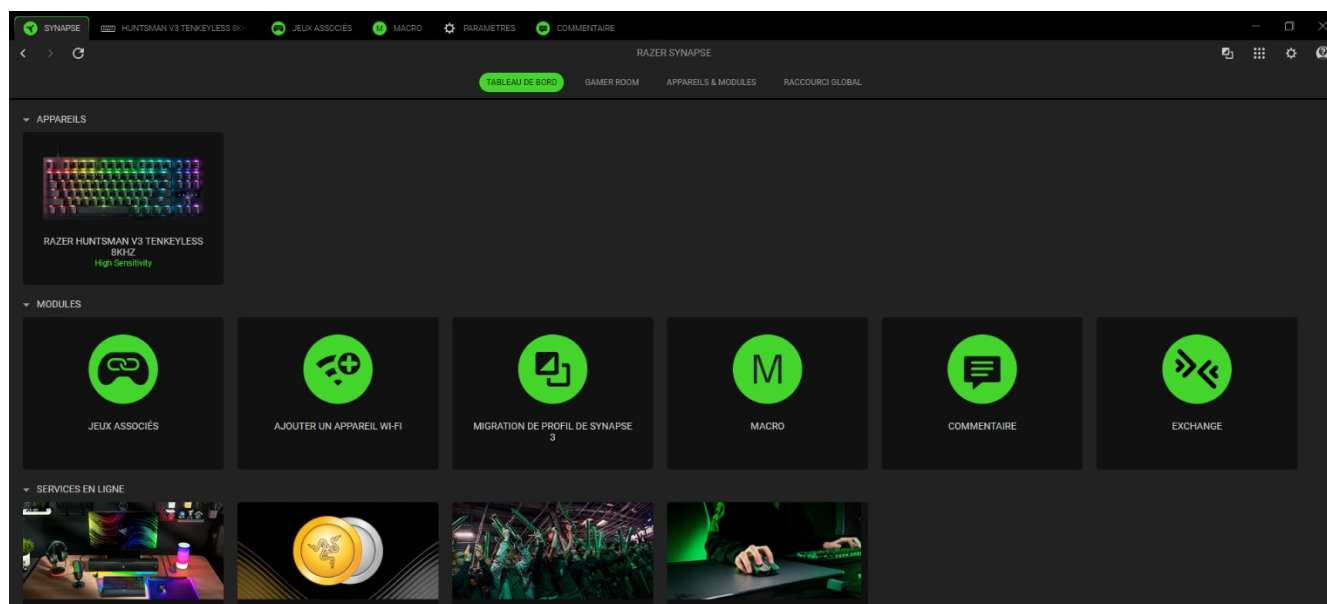 SYNAPSE
HUNTSMAN V3 TENKEYLESS 8KH
JEUX ASSOCIÉS
MACRO
PARAMÈTRES
COMMENTAIRE
RAZER SYNAPSE
TABLEAU DE BORD
GAMER ROOM
APPAREILS & MODULES
RACCOURCI GLOBAL
APPAREILS
RAZER HUNTSMAN V3 TENKEYLESS
8KHZ
High Sensitivity
MODULES
JEUX ASSOCIÉS
AJOUTER UN APPAREIL WI-FI
MIGRATION DE PROFIL DE SYNAPSE
3
M
MACRO
COMMENTAIRE
EXCHANGE
SERVICES EN LIGNE